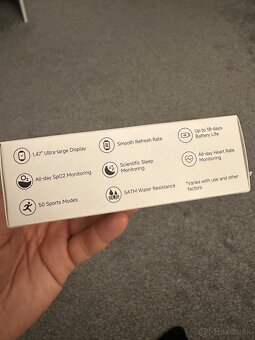 1.47" Ultra-large Display
Smooth Refresh Rate
Up to 18-days
Battery Life
All-day SpO2 Monitoring
Scientific Sleep
Monitoring
All-day Heart Rate
Monitoring
50 Sports Modes
5ATM Water Resistance
*Varies with use and other
factors